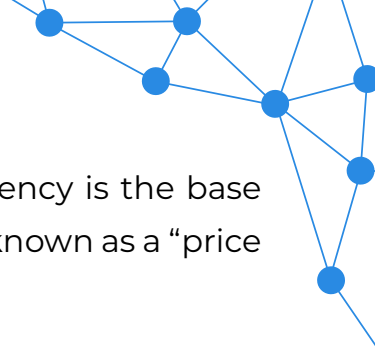 ency is the base
known as a “price